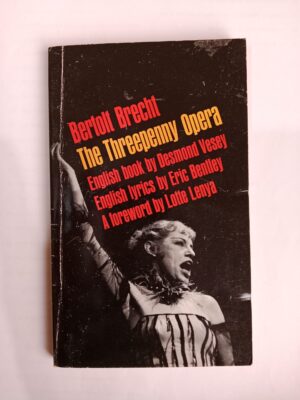 Bertolt Brecht
The Threepenny Opera
English book by Desmond Vesey
English lyrics by Eric Bentley
A foreword by Lotte Lenya